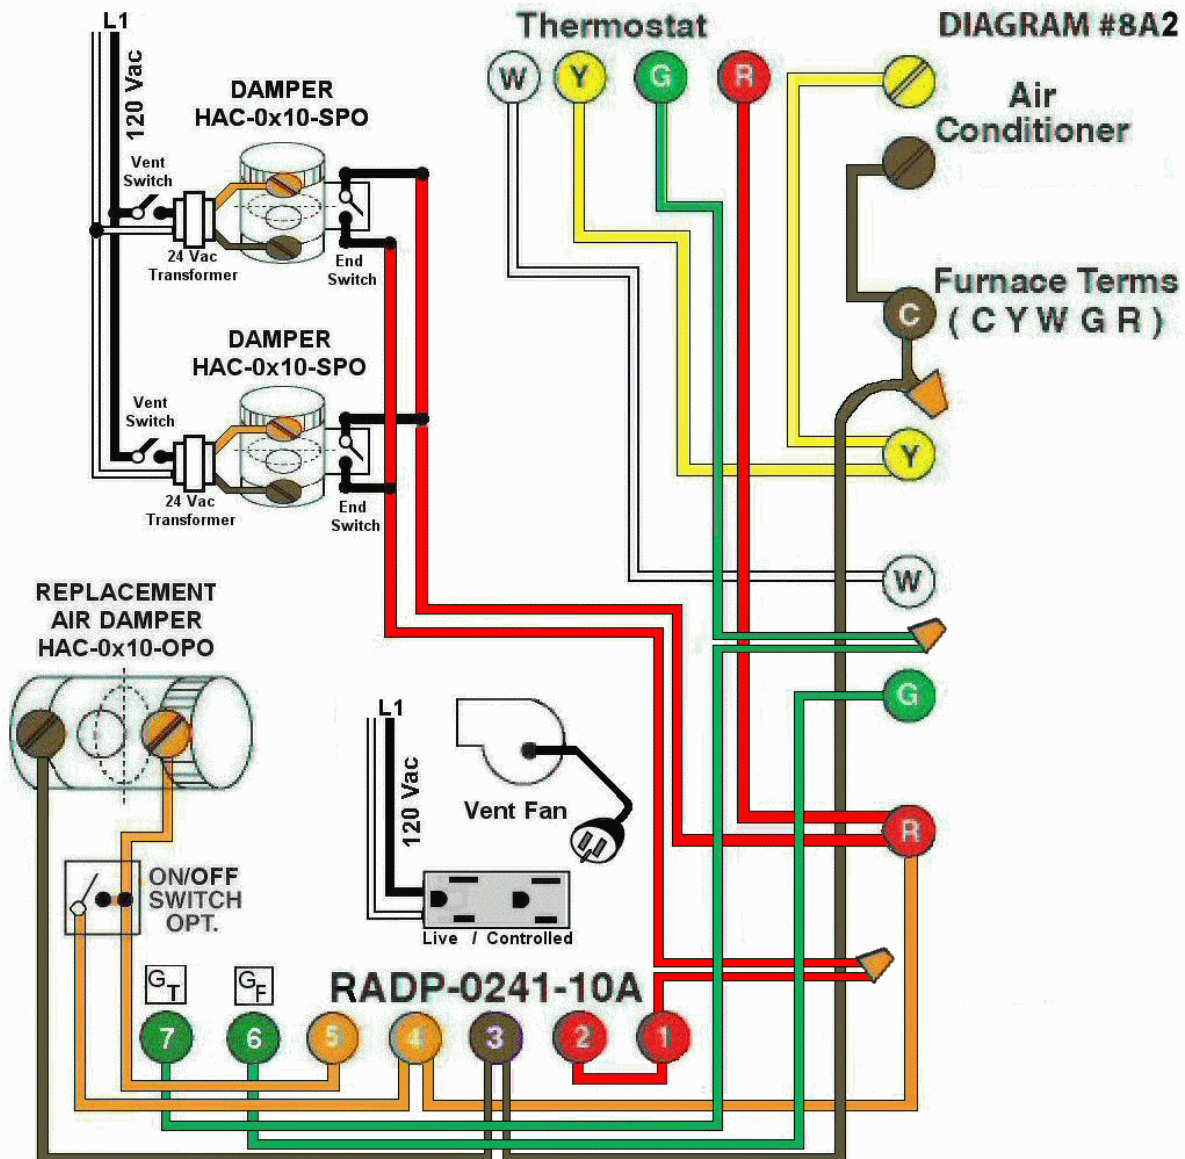 L1
120 Vac
DAMPER
HAC-0x10-SPO
Vent
Switch
24 Vac
Transformer
End
Switch
DAMPER
HAC-0x10-SPO
Vent
Switch
24 Vac
Transformer
End
Switch
Thermostat
W Y G R
DIAGRAM #8A2
Air
Conditioner
Furnace Terms
( C Y W G R )
C
Y
W
G
R
REPLACEMENT
AIR DAMPER
HAC-0x10-OPO
ON/OFF
SWITCH
OPT.
L1
120 Vac
Vent Fan
Live / Controlled
RADP-0241-10A
GT GF
7 6 5 4 3 2 1